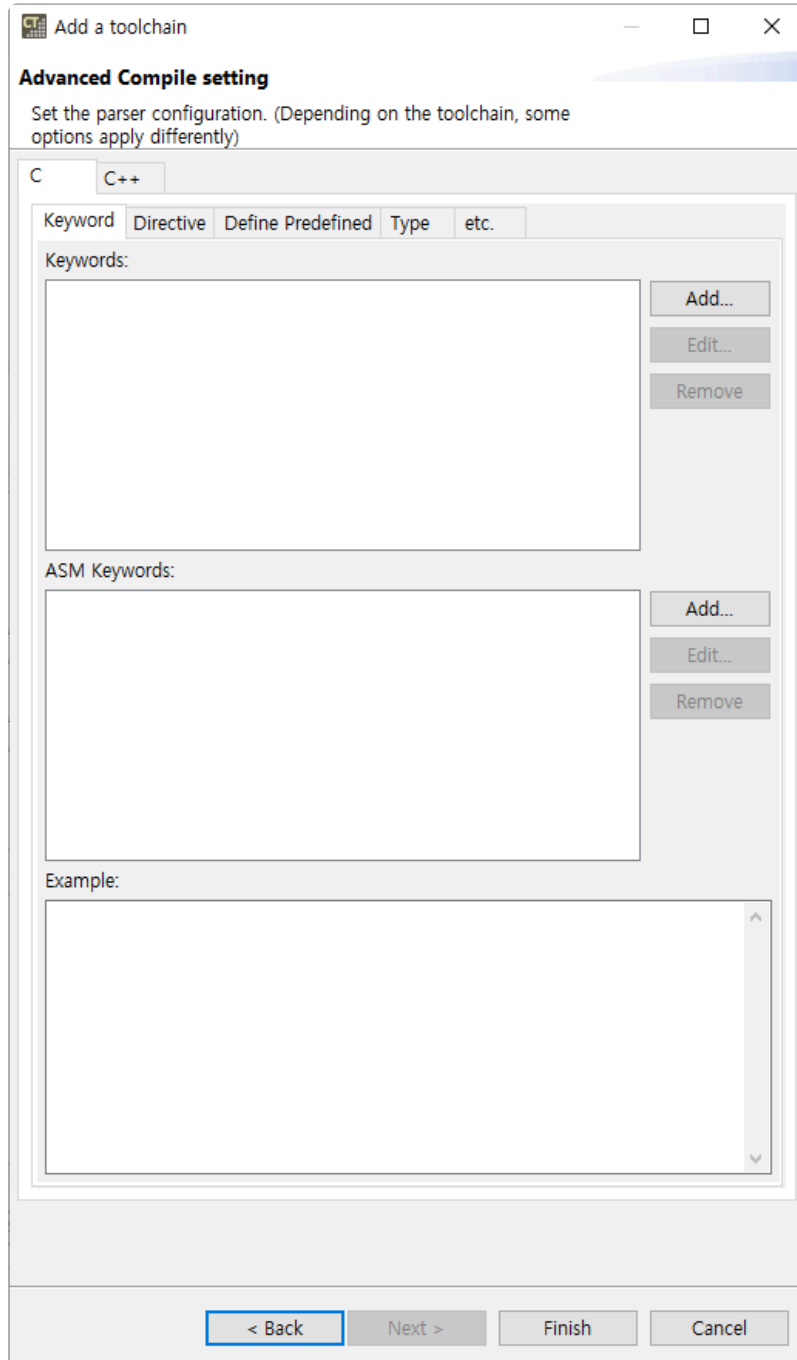 CT
Add a toolchain
Advanced Compile setting
Set the parser configuration. (Depending on the toolchain, some
options apply differently)
C C++
Keyword Directive Define Predefined Type etc.
Keywords:
Add...
Edit...
Remove
ASM Keywords:
Add...
Edit...
Remove
Example:
< Back Next > Finish Cancel